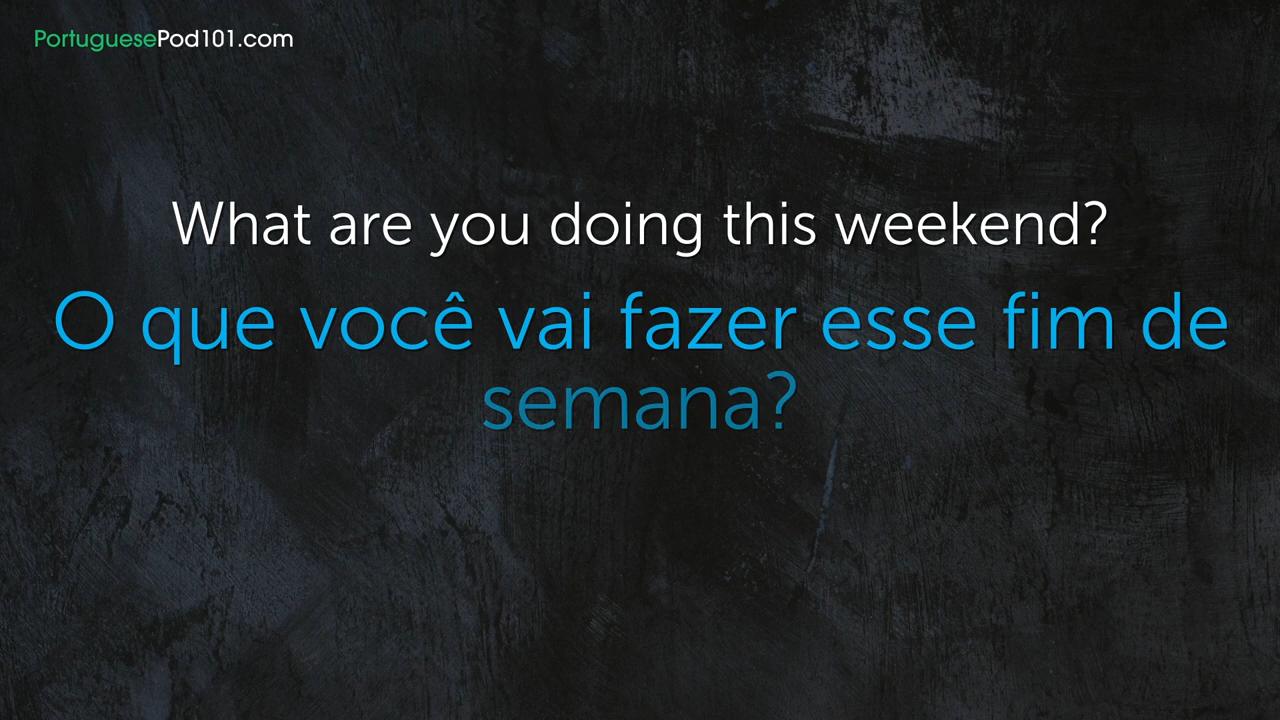 PortuguesePod101.com
What are you doing this weekend?
O que você vai fazer esse fim de
semana?